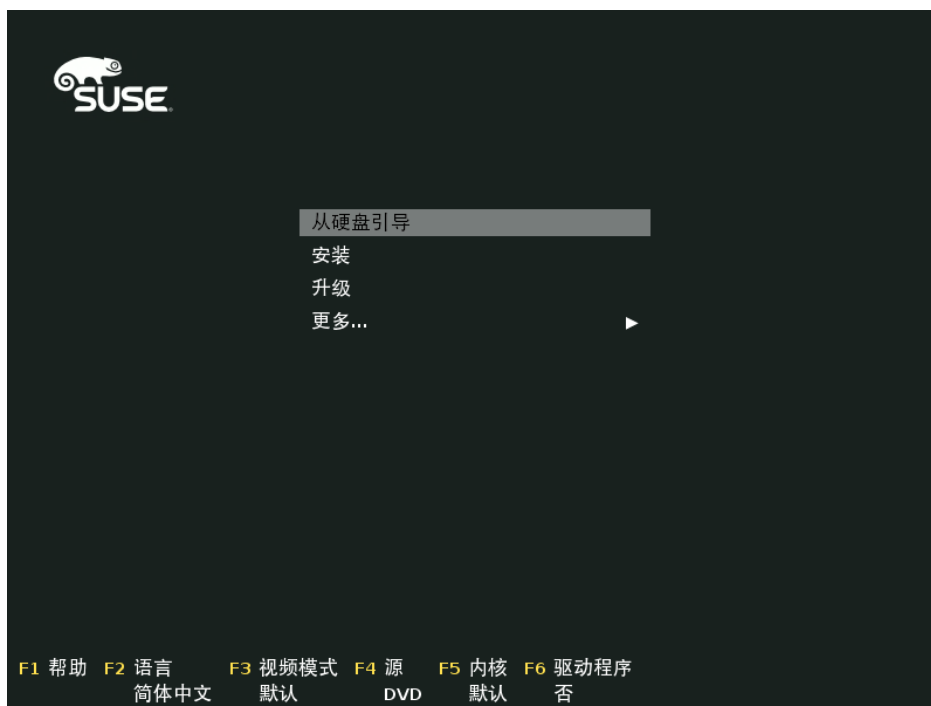 SUSE.
从硬盘引导
安装
升级
更多...
F1 帮助 F2 语言 F3 视频模式 F4 源 F5 内核 F6 驱动程序
简体中文 默认 DVD 默认 否